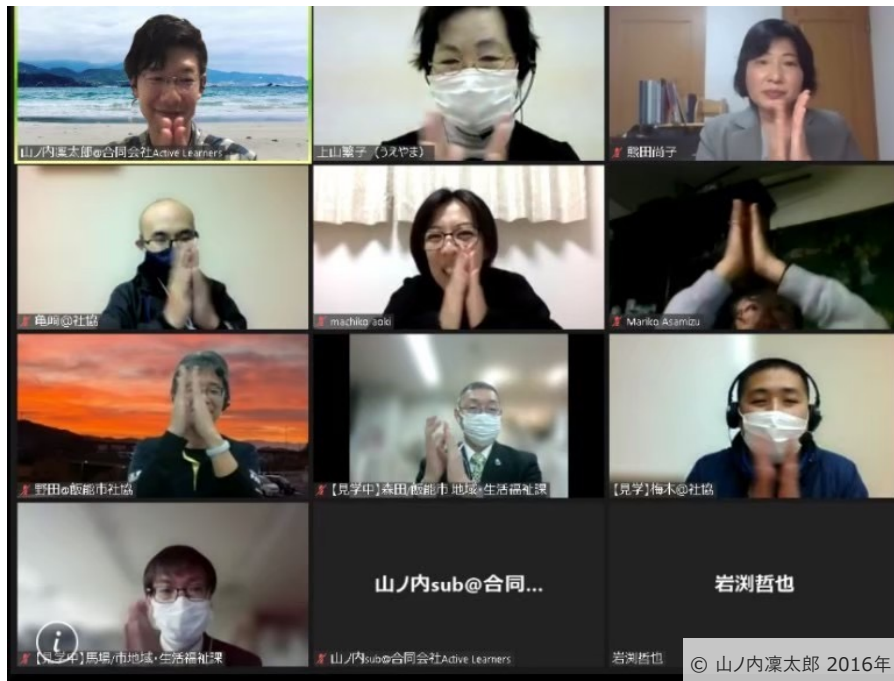 山ノ内凜太郎@合同会社Active Learners
上山繁子（うえやま）
熊田尚子
亀﨑@社協
machiko aoki
Mariko Asamizu
野田@飯能市社協
【見学中】森田/飯能市 地域・生活福祉課
【見学】梅木@社協
【見学中】馬場/市地域・生活福祉課
山ノ内sub@合同...
山ノ内sub@合同会社Active Learners
岩渕哲也
岩渕哲也
© 山ノ内凜太郎 2016年